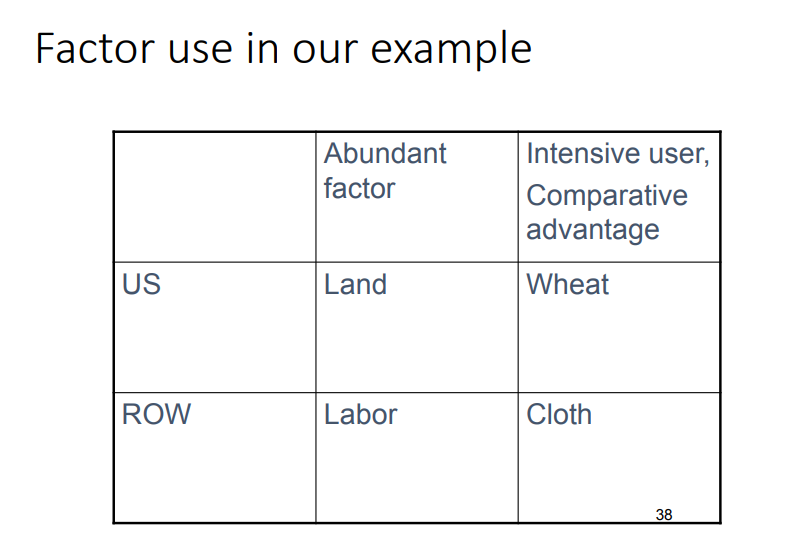 Factor use in our example
Abundant
factor
Intensive user,
Comparative
advantage
US
Land
Wheat
ROW
Labor
Cloth
38